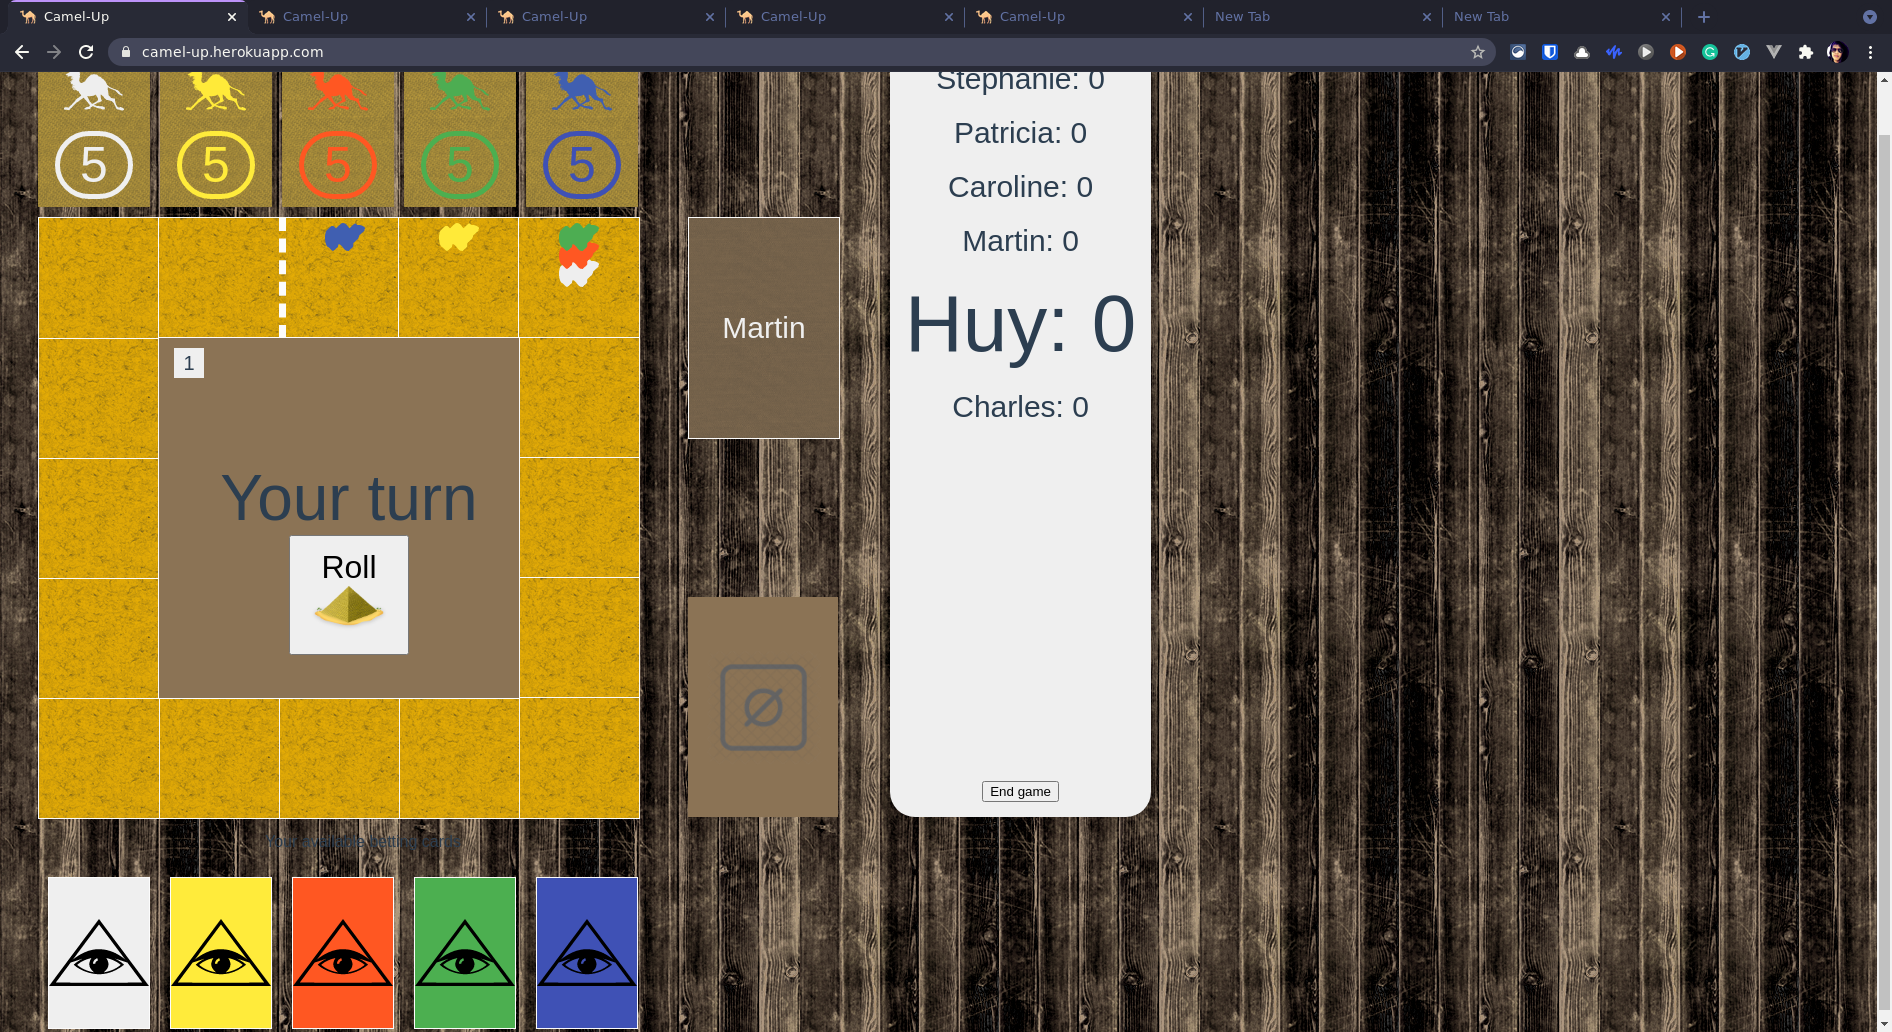 Camel-Up Camel-Up Camel-Up Camel-Up Camel-Up New Tab New Tab
camel-up.herokuapp.com
5 5 5 5 5
Stephanie: 0
Patricia: 0
Caroline: 0
Martin: 0
Huy: 0
Charles: 0
Martin
1
Your turn
Roll
End game